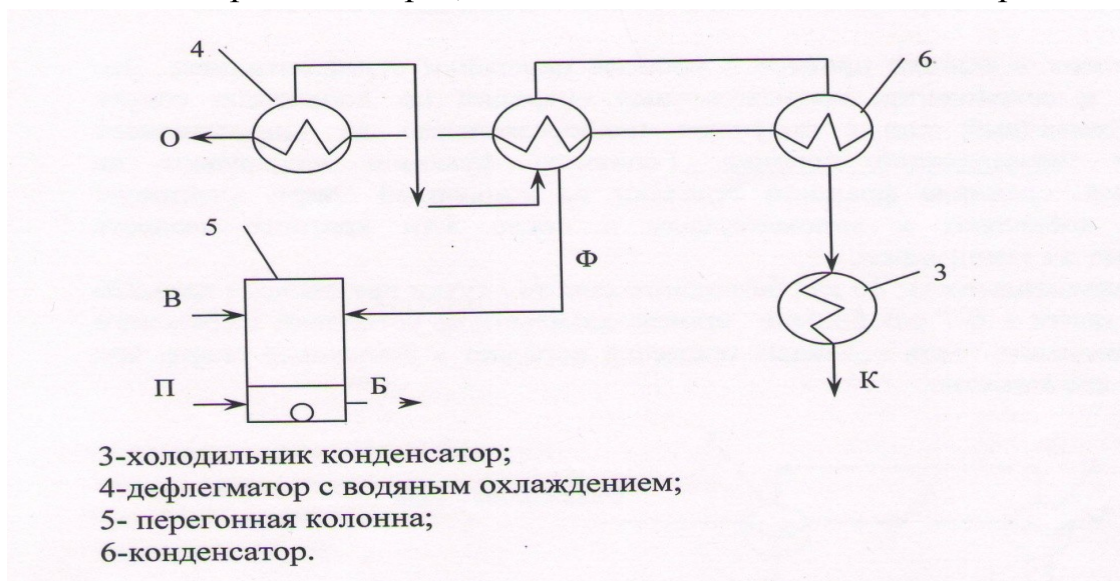 4
6
О
5
Ф
3
В
П
Б
К
3-холодильник конденсатор;
4-дефлегматор с водяным охлаждением;
5- перегонная колонна;
6-конденсатор.